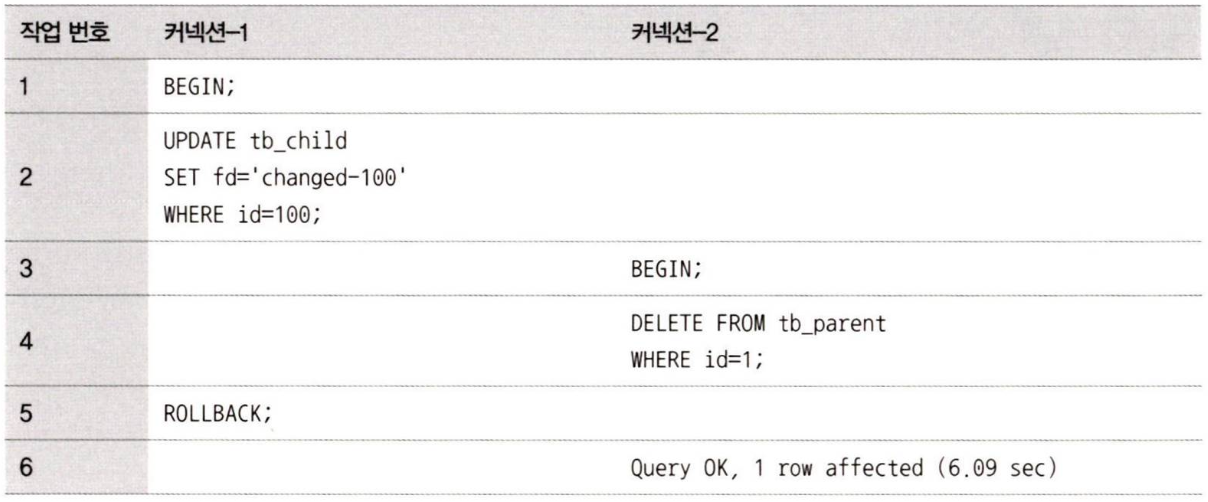 작업 번호 커넥션-1 커넥션-2
1 BEGIN;
2 UPDATE tb_child
SET fd='changed-100'
WHERE id=100;
3 BEGIN;
4 DELETE FROM tb_parent
WHERE id=1;
5 ROLLBACK;
6 Query OK, 1 row affected (6.09 sec)